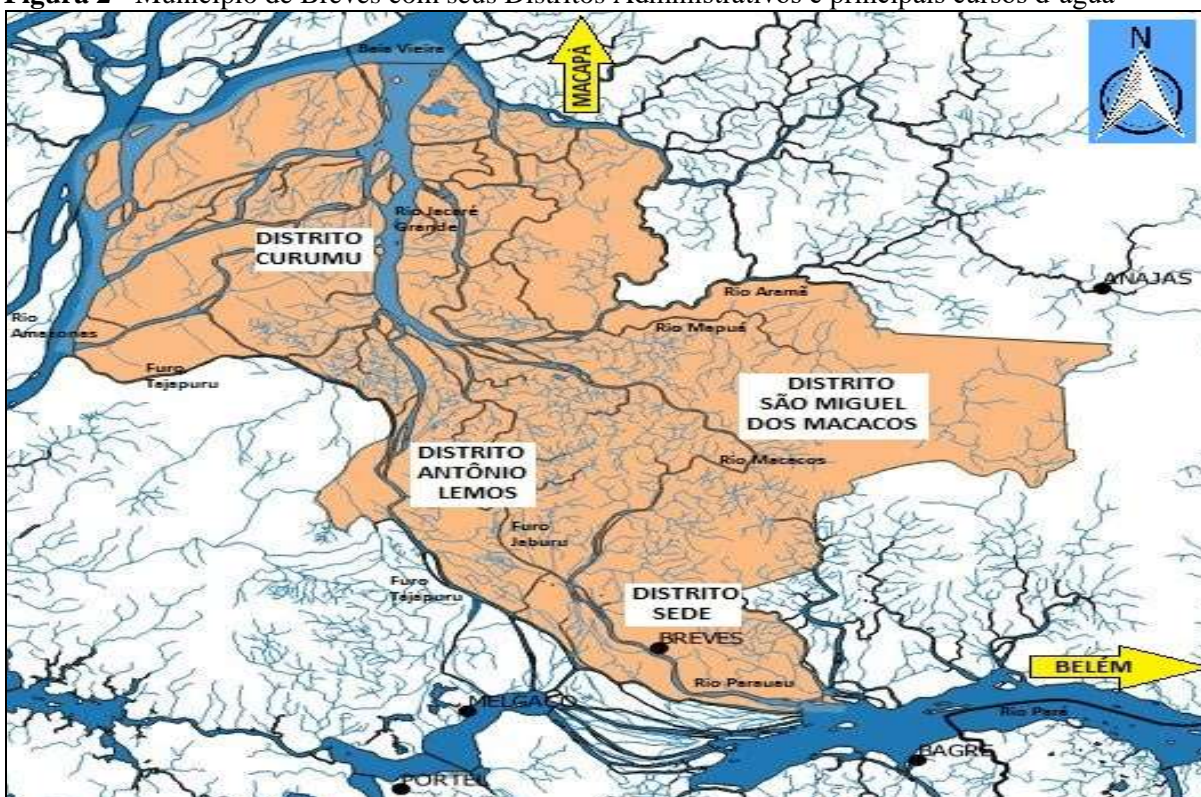 Figura 2 - Município de Breves com seus Distritos Administrativos e principais cursos d'água
Baia Vieira
MACAPÁ
N
Rio Jacaré
Grande
DISTRITO
CURUMU
ANAJAS
Rio Aramã
Rio
Amazonas
Rio Mapuá
Furo
Tajapuru
DISTRITO
SÃO MIGUEL
DOS MACACOS
DISTRITO
ANTÔNIO
LEMOS
Rio Macacos
Furo
Jaburu
Furo
Tajapuru
DISTRITO
SEDE
BREVES
BELÉM
Rio Parauau
MELGAÇO
Rio Pará
BAGRE
PORTEL